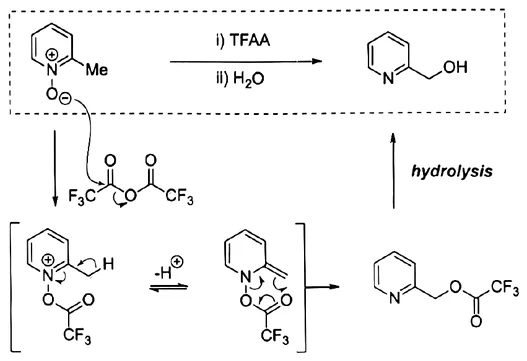 i) TFAA
ii) H₂O
N
⊕
O
⊖
Me
N
OH
O
O
F₃C
O
CF₃
hydrolysis
N
⊕
H
O
O
CF₃
-H⊕
N
O
O
CF₃
N
O
O
CF₃